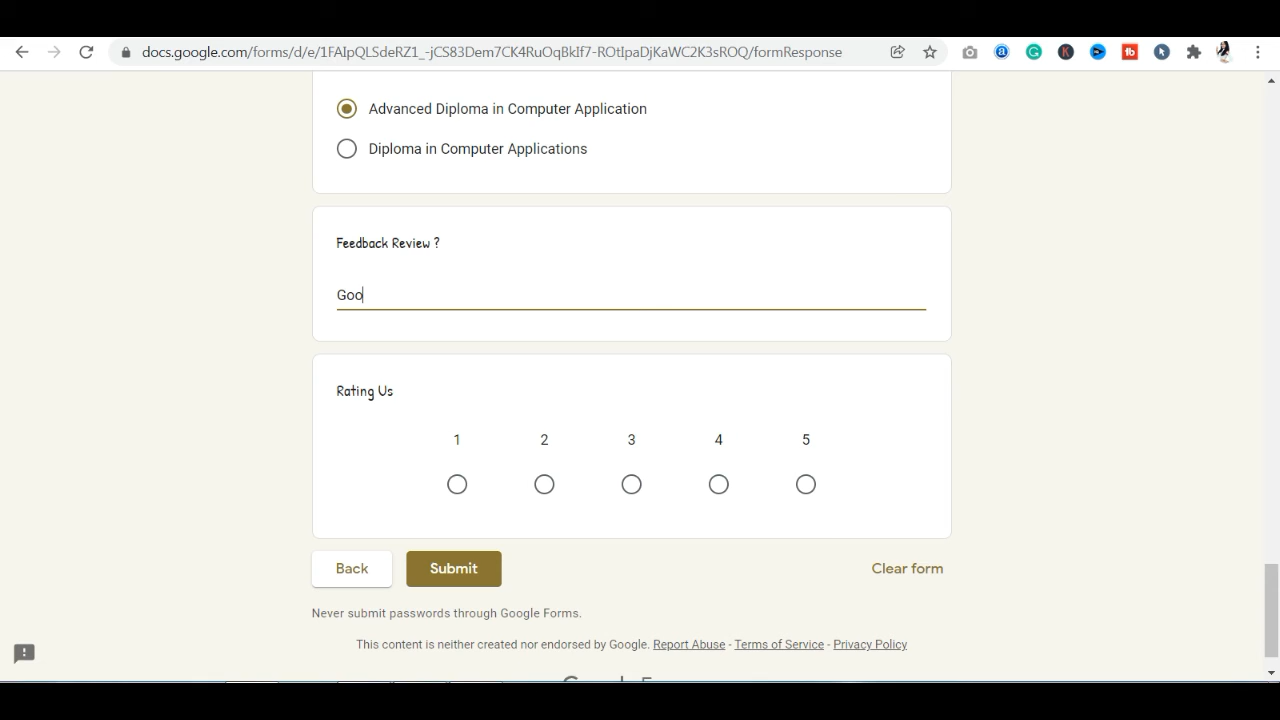 docs.google.com/forms/d/e/1FAIpQLSdeRZ1_-jCS83Dem7CK4RuOqBkIf7-ROtIpaDjKaWC2K3sROQ/formResponse
Advanced Diploma in Computer Application
Diploma in Computer Applications
Feedback Review ?
Goo
Rating Us
1 2 3 4 5
Back Submit Clear form
Never submit passwords through Google Forms.
This content is neither created nor endorsed by Google. Report Abuse - Terms of Service - Privacy Policy